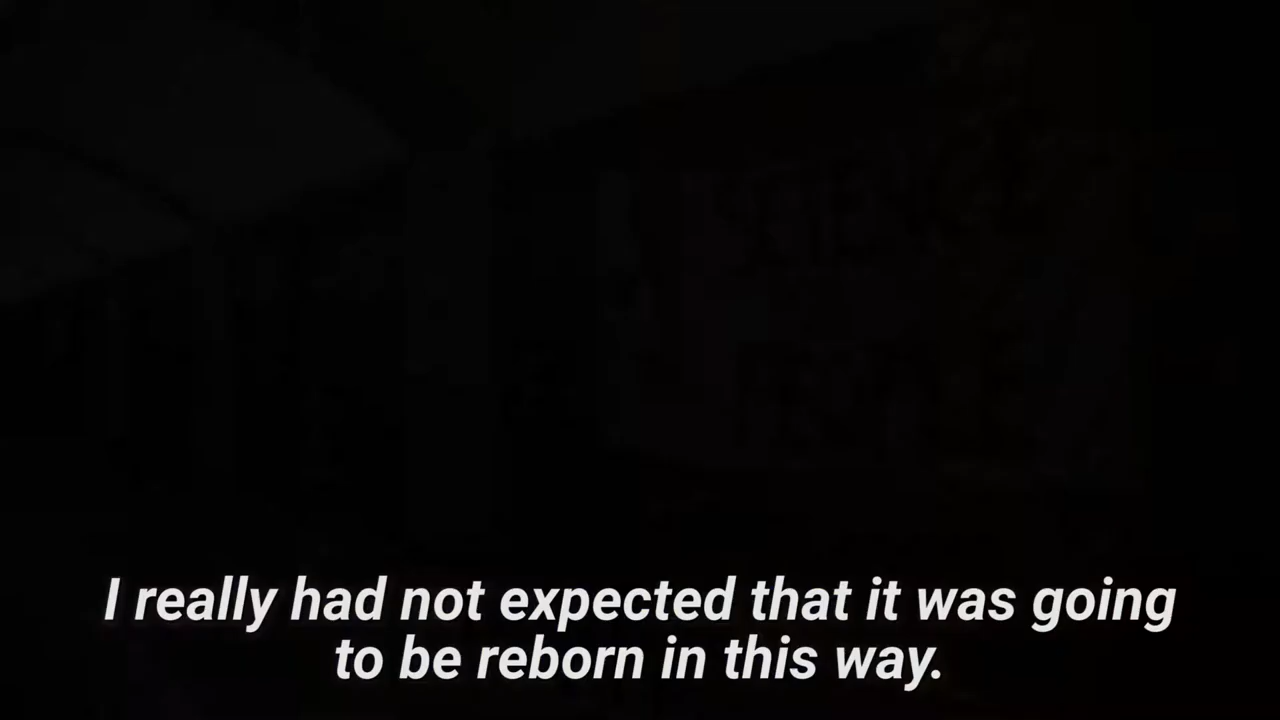 I really had not expected that it was going
to be reborn in this way.